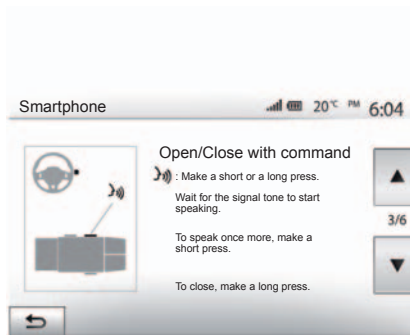 Smartphone
20°C PM 6:04
Open/Close with command
: Make a short or a long press.
Wait for the signal tone to start
speaking.
3/6
To speak once more, make a
short press.
To close, make a long press.